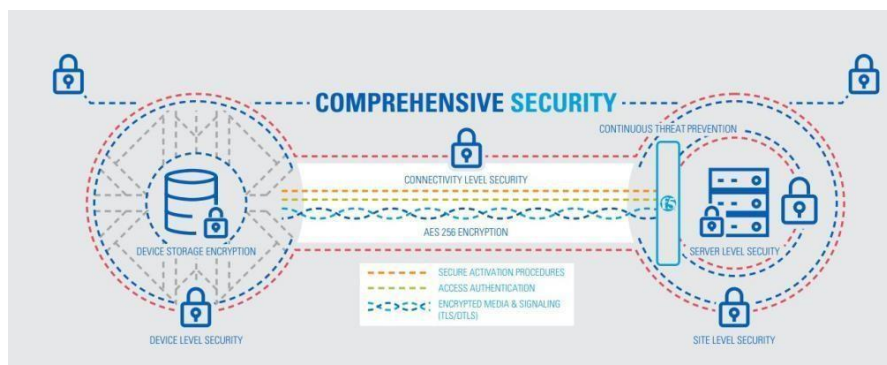 COMPREHENSIVE SECURITY
CONTINUOUS THREAT PREVENTION
CONNECTIVITY LEVEL SECURITY
DEVICE STORAGE ENCRYPTION
AES 256 ENCRYPTION
SERVER LEVEL SECUITY
SECURE ACTIVATION PROCEDURES
ACCESS AUTHENTICATION
ENCRYPTED MEDIA & SIGNALING
(TLS/DTLS)
DEVICE LEVEL SECURITY
SITE LEVEL SECURITY